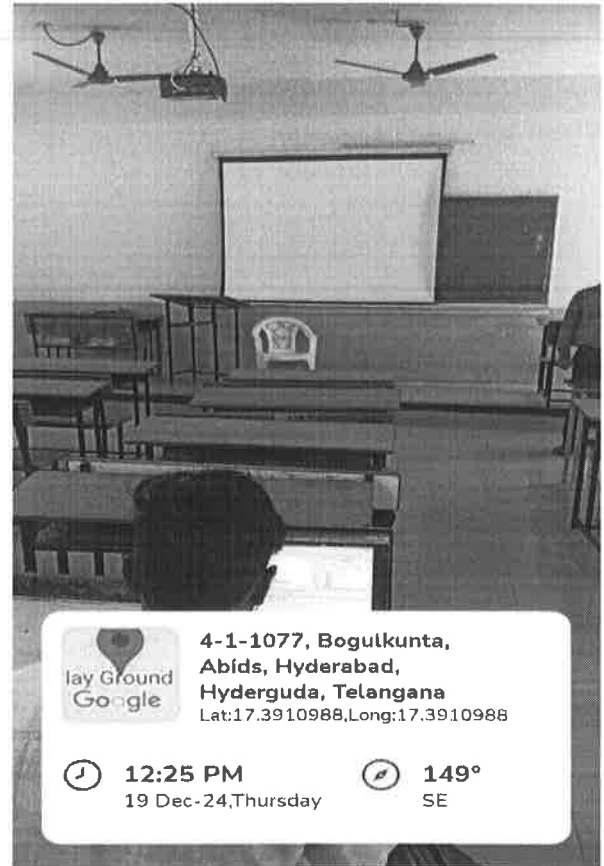 lay Ground
Google
4-1-1077, Bogulkunta,
Abids, Hyderabad,
Hyderguda, Telangana
Lat:17.3910988,Long:17.3910988
12:25 PM
19 Dec-24,Thursday
149°
SE